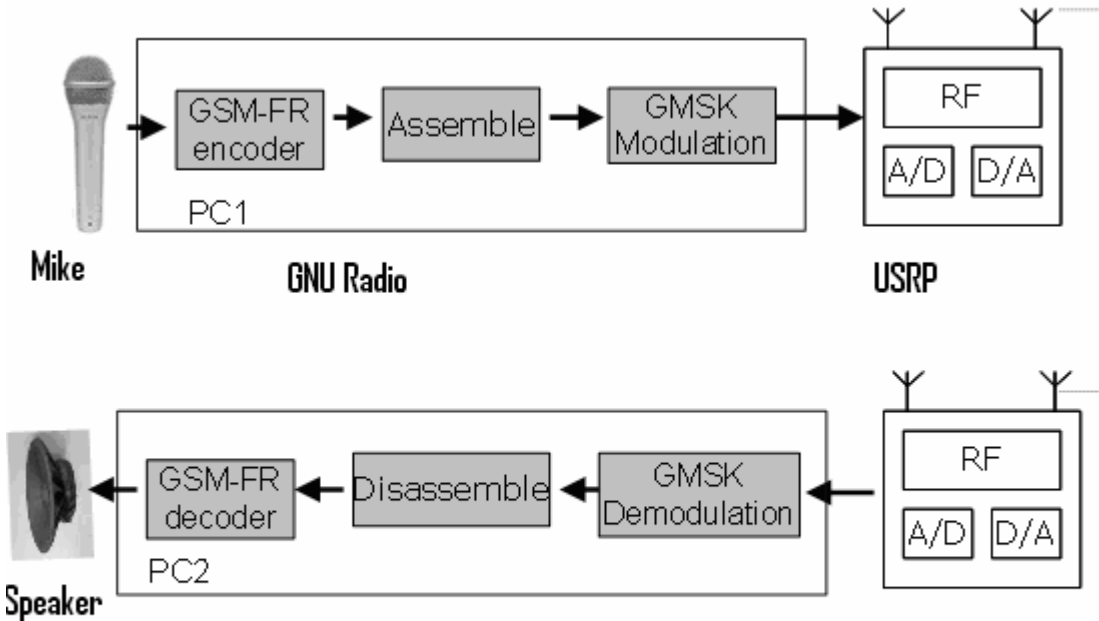 GSM-FR
encoder
Assemble
GMSK
Modulation
RF
A/D
D/A
PC1
Mike
GNU Radio
USRP
GSM-FR
decoder
Disassemble
GMSK
Demodulation
RF
A/D
D/A
PC2
Speaker